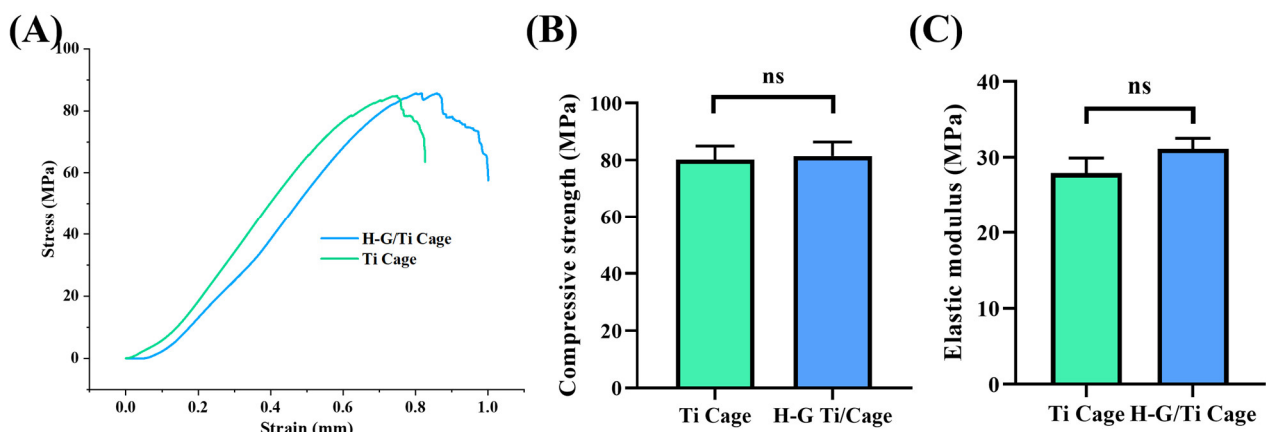 (A)
100
80
60
40
20
0
Stress (MPa)
H-G/Ti Cage
Ti Cage
0.0 0.2 0.4 0.6 0.8 1.0
Strain (mm)
(B)
ns
100
80
60
40
20
0
Compressive strength (MPa)
Ti Cage H-G Ti/Cage
(C)
ns
40
30
20
10
0
Elastic modulus (MPa)
Ti Cage H-G/Ti Cage